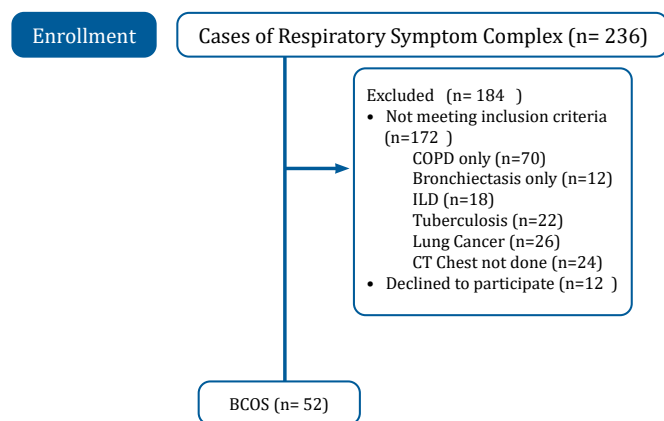 Enrollment
Cases of Respiratory Symptom Complex (n= 236)
Excluded (n= 184 )
• Not meeting inclusion criteria
(n=172 )
COPD only (n=70)
Bronchiectasis only (n=12)
ILD (n=18)
Tuberculosis (n=22)
Lung Cancer (n=26)
CT Chest not done (n=24)
• Declined to participate (n=12 )
BCOS (n= 52)